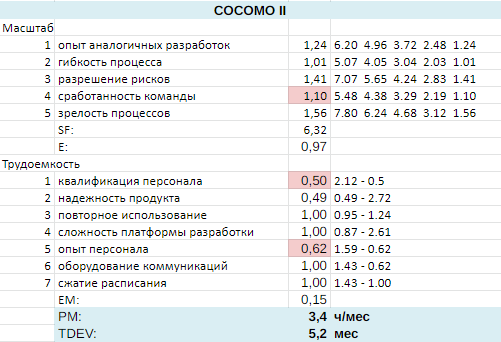 COCOMO II
Масштаб
1 опыт аналогичных разработок 1,24 6.20 4.96 3.72 2.48 1.24
2 гибкость процесса 1,01 5.07 4.05 3.04 2.03 1.01
3 разрешение рисков 1,41 7.07 5.65 4.24 2.83 1.41
4 сработанность команды 1,10 5.48 4.38 3.29 2.19 1.10
5 зрелость процессов 1,56 7.80 6.24 4.68 3.12 1.56
SF: 6,32
E: 0,97
Трудоемкость
1 квалификация персонала 0,50 2.12 - 0.5
2 надежность продукта 0,49 0.49 - 2.72
3 повторное использование 1,00 0.95 - 1.24
4 сложность платформы разработки 1,00 0.87 - 2.61
5 опыт персонала 0,62 1.59 - 0.62
6 оборудование коммуникаций 1,00 1.43 - 0.62
7 сжатие расписания 1,00 1.43 - 1.00
EM: 0,15
PM: 3,4 ч/мес
TDEV: 5,2 мес